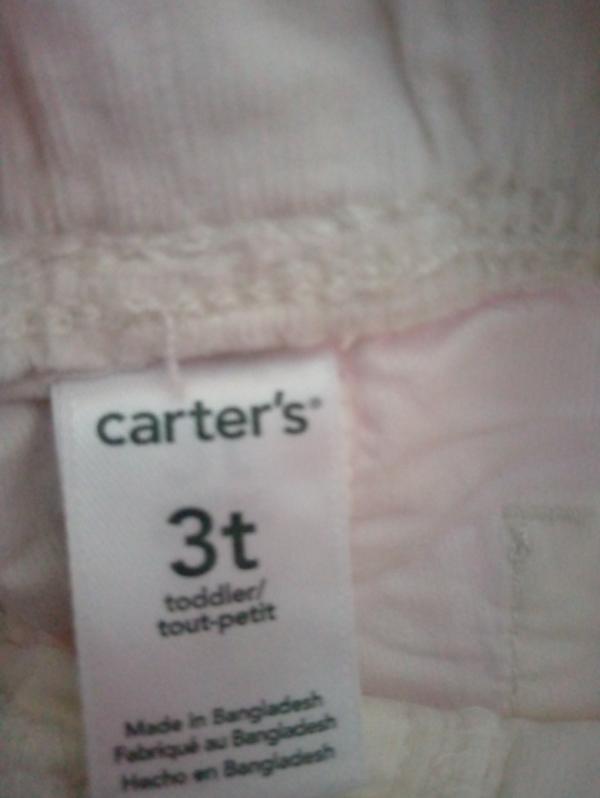 carter's®
3t
toddler/
tout-petit
Made in Bangladesh
Fabriqué au Bangladesh
Hecho en Bangladesh